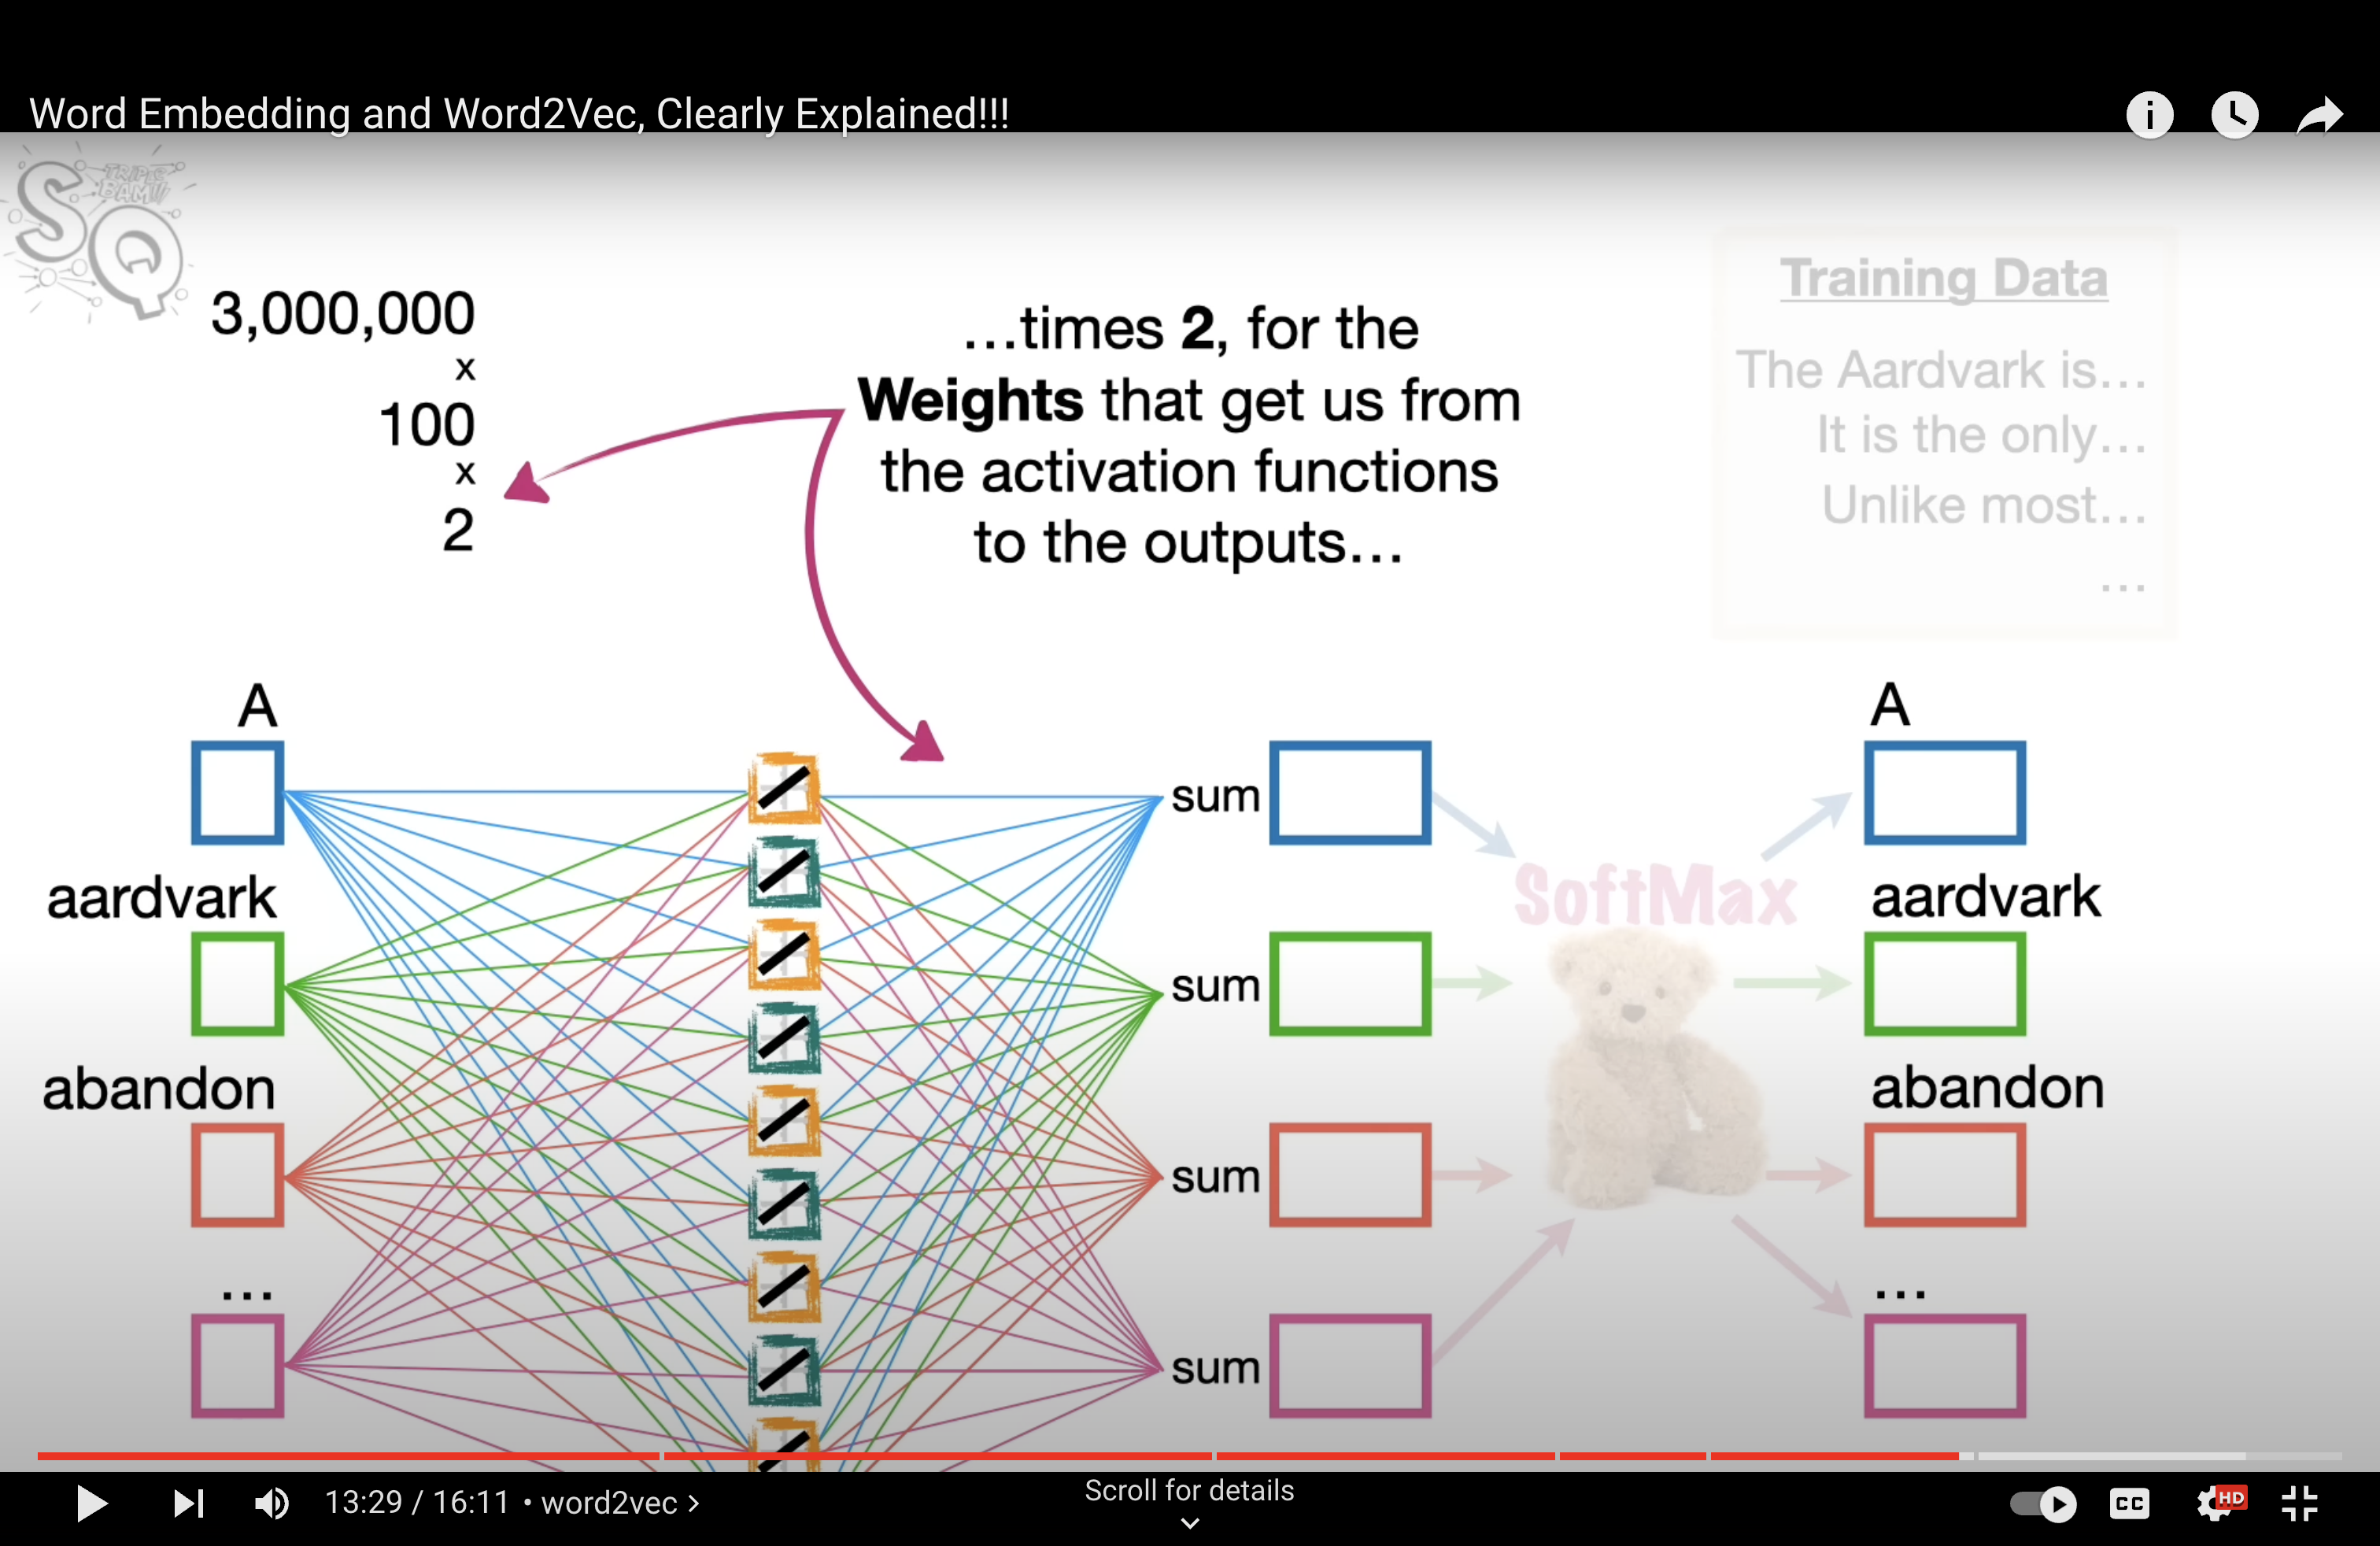 Word Embedding and Word2Vec, Clearly Explained!!!
SQ
TRIPLE
BAM!!!
3,000,000
x
100
x
2
…times 2, for the
Weights that get us from
the activation functions
to the outputs…
Training Data
The Aardvark is…
It is the only…
Unlike most…
…
A
aardvark
abandon
…
sum
sum
sum
sum
SoftMax
A
aardvark
abandon
…
13:29 / 16:11 • word2vec ›
Scroll for details
CC
HD